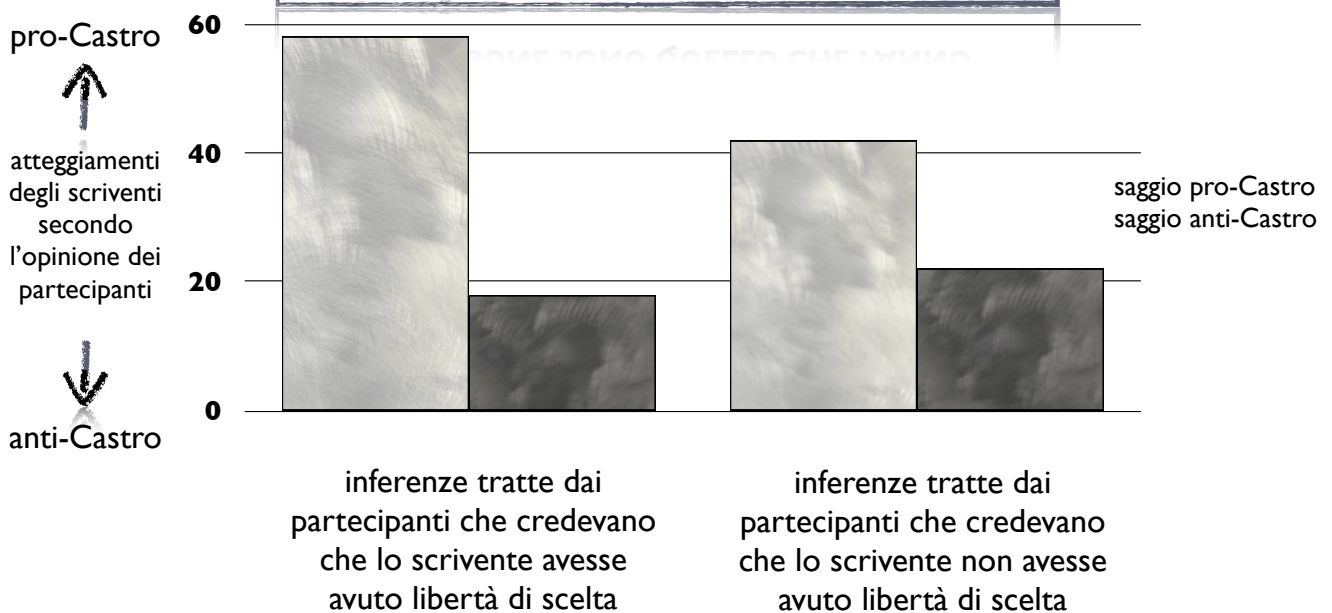 60
pro-Castro
40
atteggiamenti
degli scriventi
secondo
l'opinione dei
partecipanti
saggio pro-Castro
saggio anti-Castro
20
0
anti-Castro
inferenze tratte dai
partecipanti che credevano
che lo scrivente avesse
avuto libertà di scelta
inferenze tratte dai
partecipanti che credevano
che lo scrivente non avesse
avuto libertà di scelta